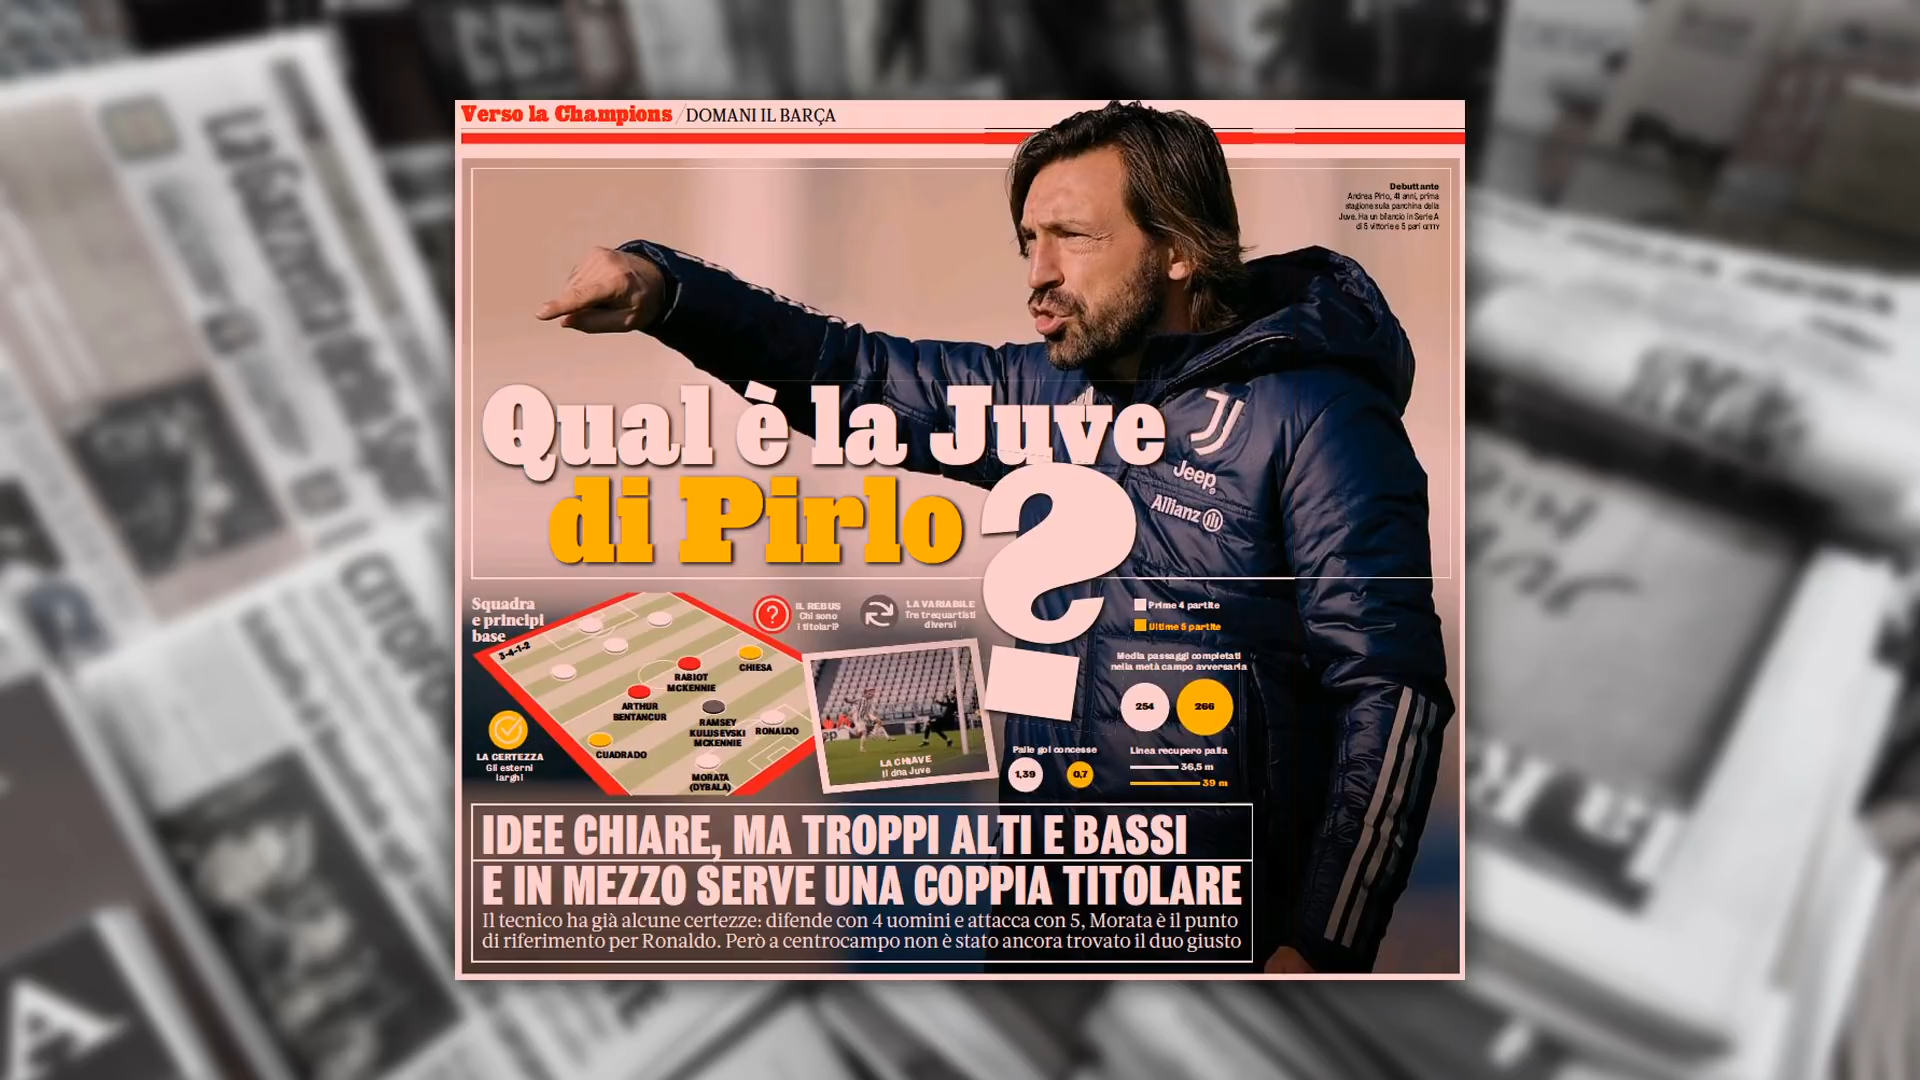 Verso la Champions / DOMANI IL BARÇA
Debuttante
Andrea Pirlo, 41 anni, prima
stagione sulla panchina della
Juve. Ha un bilancio in Serie A
di 5 vittorie e 5 pari GETTY
Qual è la Juve
di Pirlo
?
Jeep
Allianz
Squadra
e principi
base
3-4-1-2
IL REBUS
Chi sono
i titolari?
LA VARIABILE
Tre trequartisti
diversi
CHIESA
RABIOT
MCKENNIE
ARTHUR
BENTANCUR
RAMSEY
KULUSEVSKI
MCKENNIE
RONALDO
CUADRADO
MORATA
(DYBALA)
LA CERTEZZA
Gli esterni
larghi
LA CHIAVE
Il dna Juve
Prime 4 partite
Ultime 5 partite
Media passaggi completati
nella metà campo avversaria
254
266
Palle gol concesse
1,39
0,7
Linea recupero palla
36,5 m
39 m
IDEE CHIARE, MA TROPPI ALTI E BASSI
E IN MEZZO SERVE UNA COPPIA TITOLARE
Il tecnico ha già alcune certezze: difende con 4 uomini e attacca con 5, Morata è il punto
di riferimento per Ronaldo. Però a centrocampo non è stato ancora trovato il duo giusto